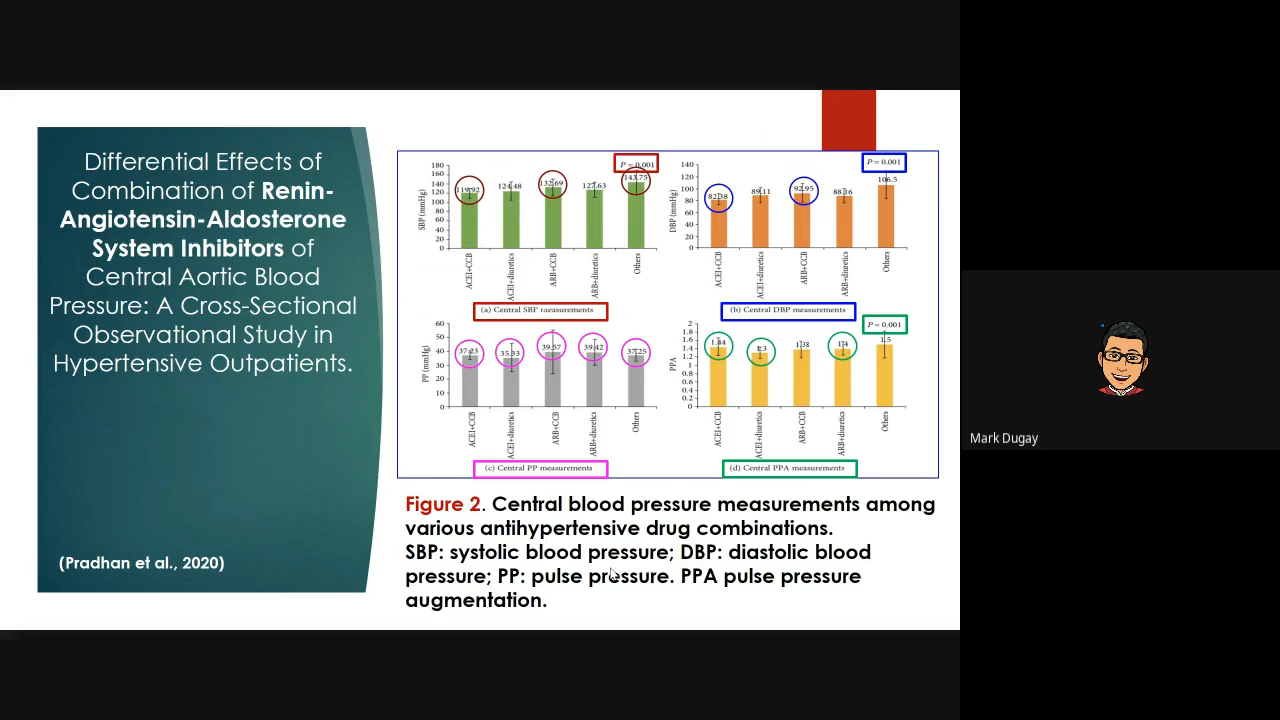 Differential Effects of
Combination of Renin-
Angiotensin-Aldosterone
System Inhibitors of
Central Aortic Blood
Pressure: A Cross-Sectional
Observational Study in
Hypertensive Outpatients.
(Pradhan et al., 2020)
P = 0.001
SBP (mmHg)
180
160
140
120
100
80
60
40
20
0
119.92
124.48
132.69
127.63
143.75
ACEI+CCB
ACEI+diuretics
ARB+CCB
ARB+diuretics
Others
(a) Central SBP measurements
P = 0.001
DBP (mmHg)
140
120
100
80
60
40
20
0
82.38
89.11
92.95
88.16
106.5
ACEI+CCB
ACEI+diuretics
ARB+CCB
ARB+diuretics
Others
(b) Central DBP measurements
PP (mmHg)
60
50
40
30
20
10
0
37.23
35.33
39.57
39.42
37.25
ACEI+CCB
ACEI+diuretics
ARB+CCB
ARB+diuretics
Others
(c) Central PP measurements
P = 0.001
PPA
2
1.8
1.6
1.4
1.2
1
0.8
0.6
0.4
0.2
0
1.44
1.3
1.38
1.4
1.5
ACEI+CCB
ACEI+diuretics
ARB+CCB
ARB+diuretics
Others
(d) Central PPA measurements
Figure 2. Central blood pressure measurements among
various antihypertensive drug combinations.
SBP: systolic blood pressure; DBP: diastolic blood
pressure; PP: pulse pressure. PPA pulse pressure
augmentation.
Mark Dugay